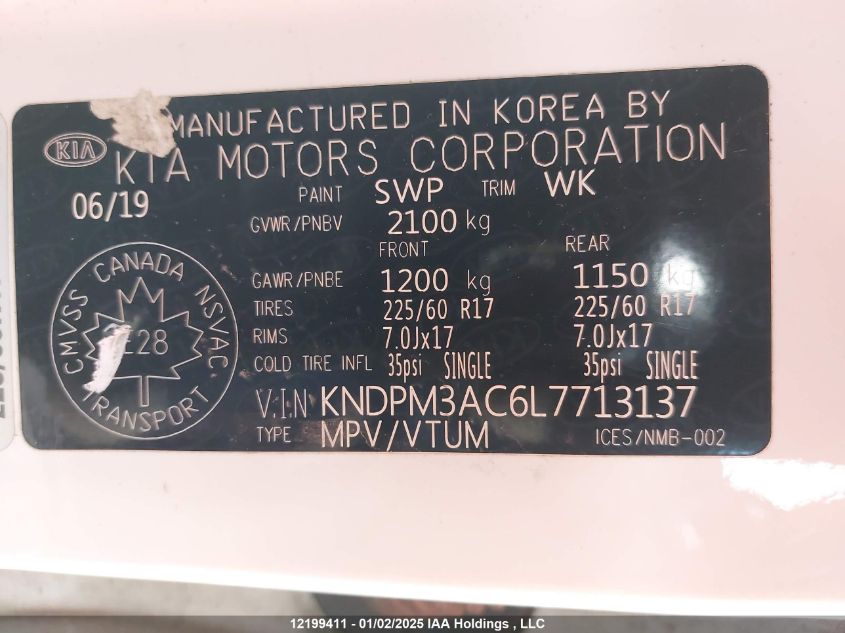 MANUFACTURED IN KOREA BY
KIA KIA MOTORS CORPORATION
06/19 PAINT SWP TRIM WK
GVWR/PNBV 2100 kg
FRONT REAR
GAWR/PNBE 1200 kg 1150 kg
TIRES 225/60 R17 225/60 R17
RIMS 7.0Jx17 7.0Jx17
COLD TIRE INFL 35psi SINGLE 35psi SINGLE
CMVSS CANADA NSVAC
TRANSPORT
V.I.N KNDPM3AC6L7713137
TYPE MPV/VTUM ICES/NMB-002
12199411 - 01/02/2025 IAA Holdings , LLC